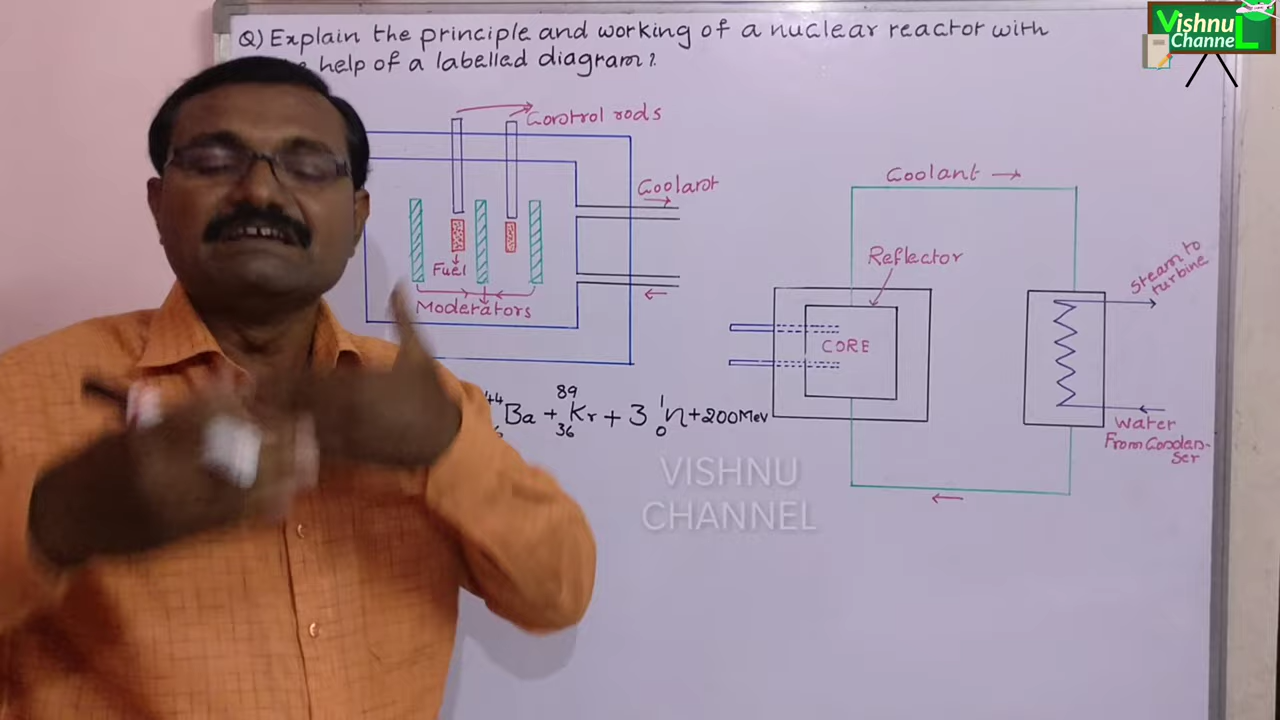 Q) Explain the principle and working of a nuclear reactor with
help of a labelled diagram?
Control rods
Coolant
Fuel
Moderators
Ba + 89 36 Kr + 3 1 0 n + 200 Mev
Coolant
Reflector
CORE
Steam to
turbine
Water
From Conden-
ser
Vishnu
Channel
VISHNU
CHANNEL